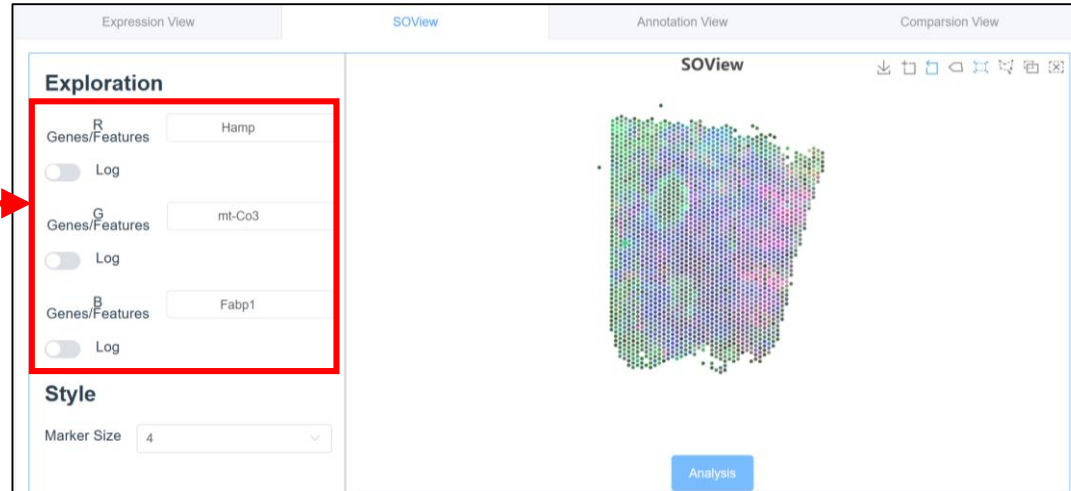 Expression View
SOView
Annotation View
Comparsion View
Exploration
R
Genes/Features
Hamp
Log
G
Genes/Features
mt-Co3
Log
B
Genes/Features
Fabp1
Log
Style
Marker Size
4
SOView
Analysis